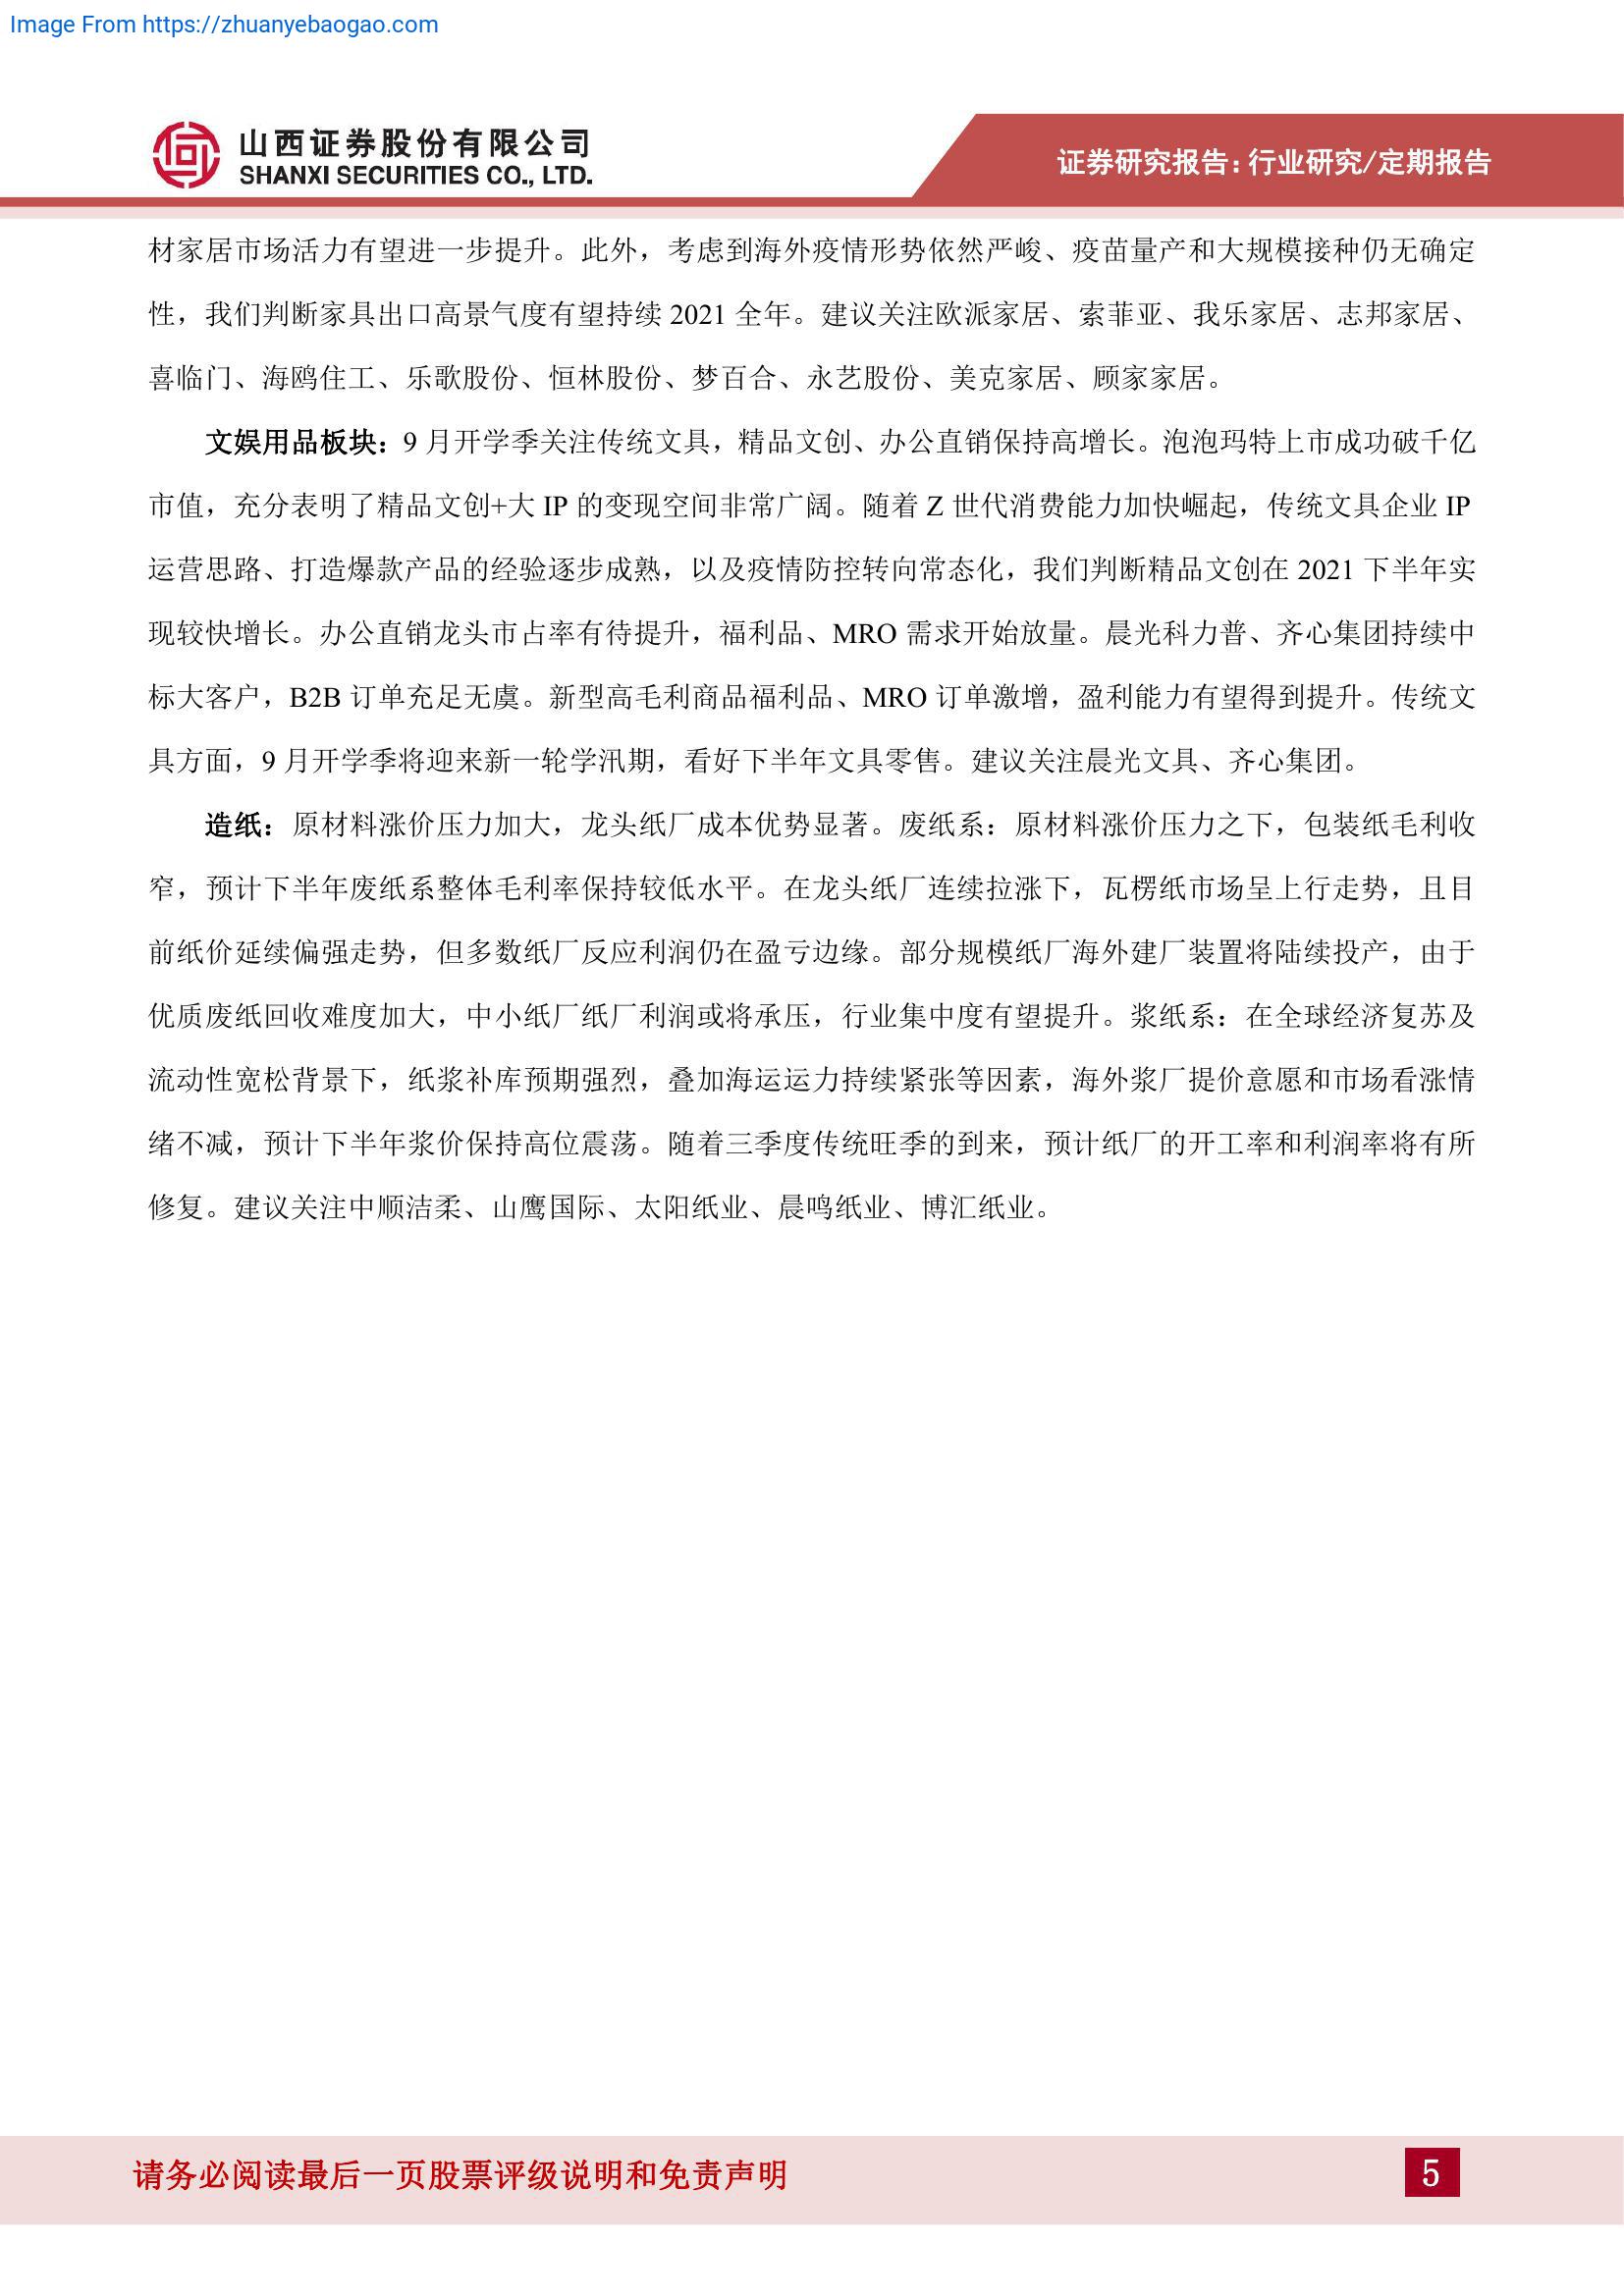 Image From https://zhuanyebaogao.com
山西证券股份有限公司
SHANXI SECURITIES CO., LTD.
证券研究报告：行业研究/定期报告
材家居市场活力有望进一步提升。此外，考虑到海外疫情形势依然严峻、疫苗量产和大规模接种仍无确定
性，我们判断家具出口高景气度有望持续 2021 全年。建议关注欧派家居、索菲亚、我乐家居、志邦家居、
喜临门、海鸥住工、乐歌股份、恒林股份、梦百合、永艺股份、美克家居、顾家家居。
文娱用品板块：9 月开学季关注传统文具，精品文创、办公直销保持高增长。泡泡玛特上市成功破千亿
市值，充分表明了精品文创+大 IP 的变现空间非常广阔。随着 Z 世代消费能力加快崛起，传统文具企业 IP
运营思路、打造爆款产品的经验逐步成熟，以及疫情防控转向常态化，我们判断精品文创在 2021 下半年实
现较快增长。办公直销龙头市占率有待提升，福利品、MRO 需求开始放量。晨光科力普、齐心集团持续中
标大客户，B2B 订单充足无虞。新型高毛利商品福利品、MRO 订单激增，盈利能力有望得到提升。传统文
具方面，9 月开学季将迎来新一轮学汛期，看好下半年文具零售。建议关注晨光文具、齐心集团。
造纸：原材料涨价压力加大，龙头纸厂成本优势显著。废纸系：原材料涨价压力之下，包装纸毛利收
窄，预计下半年废纸系整体毛利率保持较低水平。在龙头纸厂连续拉涨下，瓦楞纸市场呈上行走势，且目
前纸价延续偏强走势，但多数纸厂反应利润仍在盈亏边缘。部分规模纸厂海外建厂装置将陆续投产，由于
优质废纸回收难度加大，中小纸厂纸厂利润或将承压，行业集中度有望提升。浆纸系：在全球经济复苏及
流动性宽松背景下，纸浆补库预期强烈，叠加海运运力持续紧张等因素，海外浆厂提价意愿和市场看涨情
绪不减，预计下半年浆价保持高位震荡。随着三季度传统旺季的到来，预计纸厂的开工率和利润率将有所
修复。建议关注中顺洁柔、山鹰国际、太阳纸业、晨鸣纸业、博汇纸业。
请务必阅读最后一页股票评级说明和免责声明
5